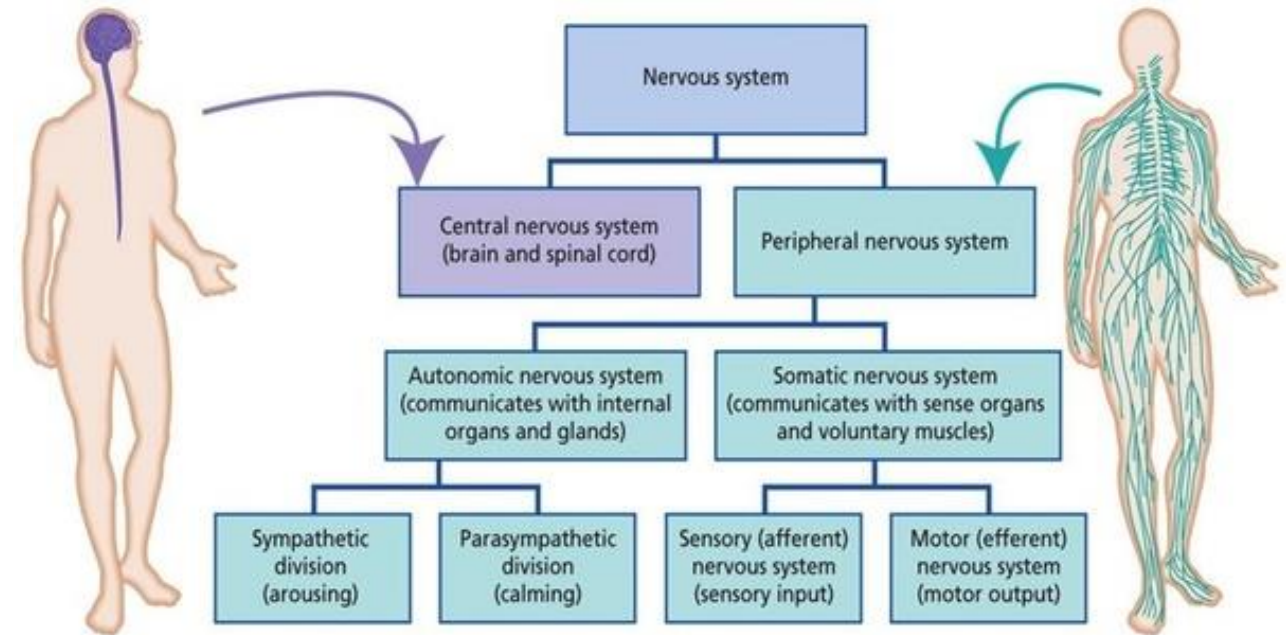 Nervous system
Central nervous system
(brain and spinal cord)
Peripheral nervous system
Autonomic nervous system
(communicates with internal
organs and glands)
Somatic nervous system
(communicates with sense organs
and voluntary muscles)
Sympathetic
division
(arousing)
Parasympathetic
division
(calming)
Sensory (afferent)
nervous system
(sensory input)
Motor (efferent)
nervous system
(motor output)